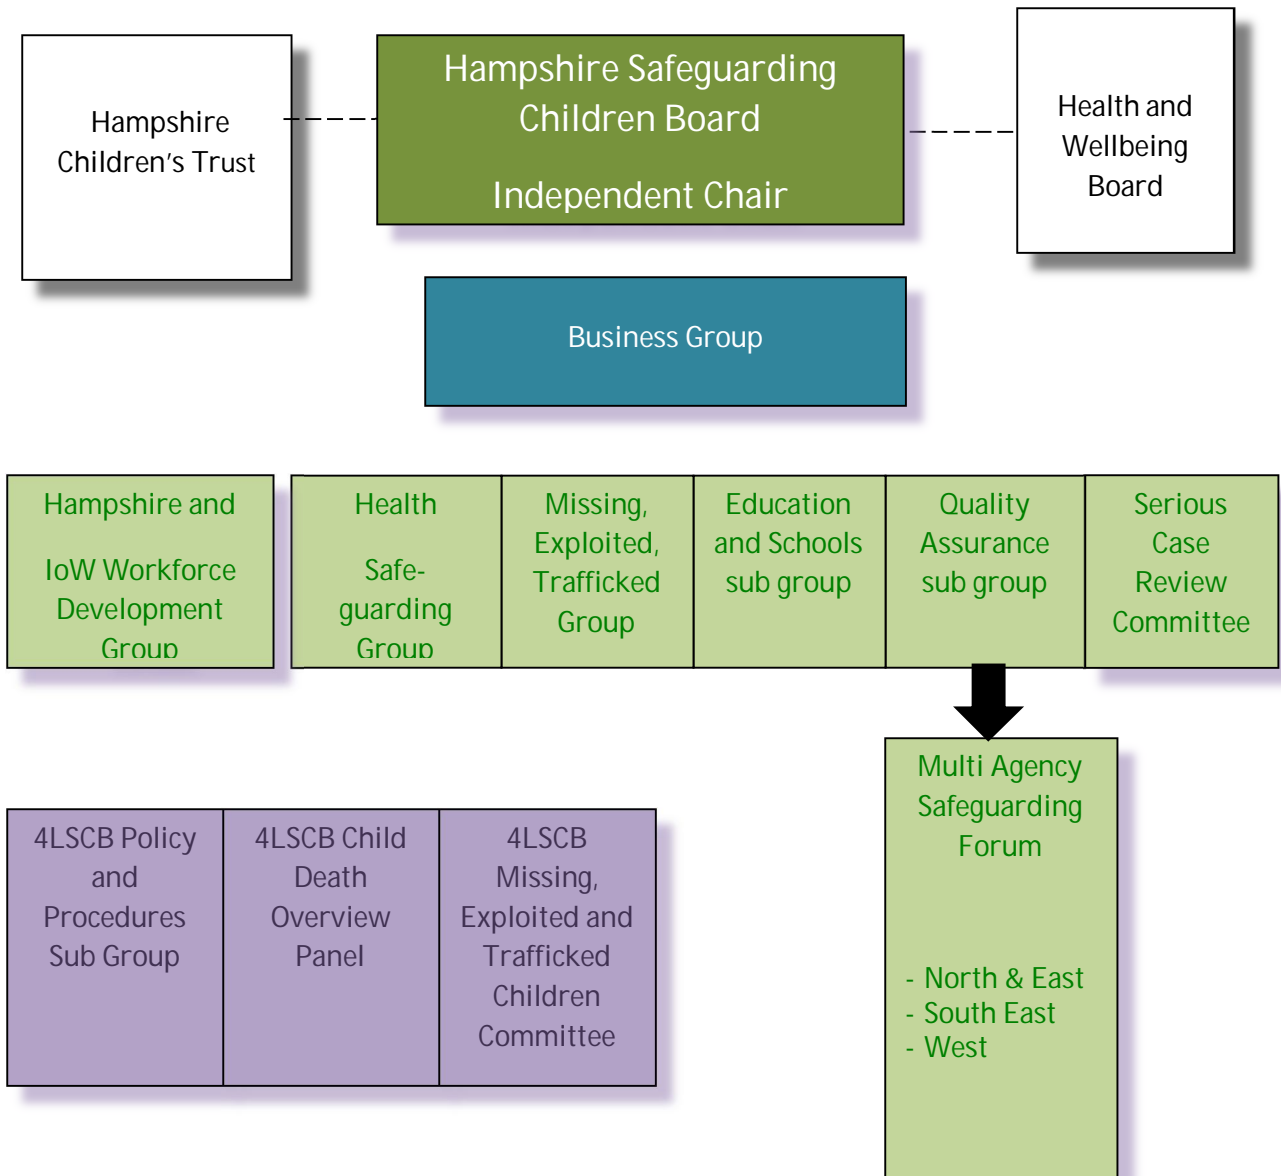 Hampshire
Children's Trust
Hampshire Safeguarding
Children Board
Independent Chair
Health and
Wellbeing
Board
Business Group
Hampshire and
IoW Workforce
Development
Group
Health
Safe-
guarding
Group
Missing,
Exploited,
Trafficked
Group
Education
and Schools
sub group
Quality
Assurance
sub group
Serious
Case
Review
Committee
Multi Agency
Safeguarding
Forum
- North & East
- South East
- West
4LSCB Policy
and
Procedures
Sub Group
4LSCB Child
Death
Overview
Panel
4LSCB
Missing,
Exploited and
Trafficked
Children
Committee